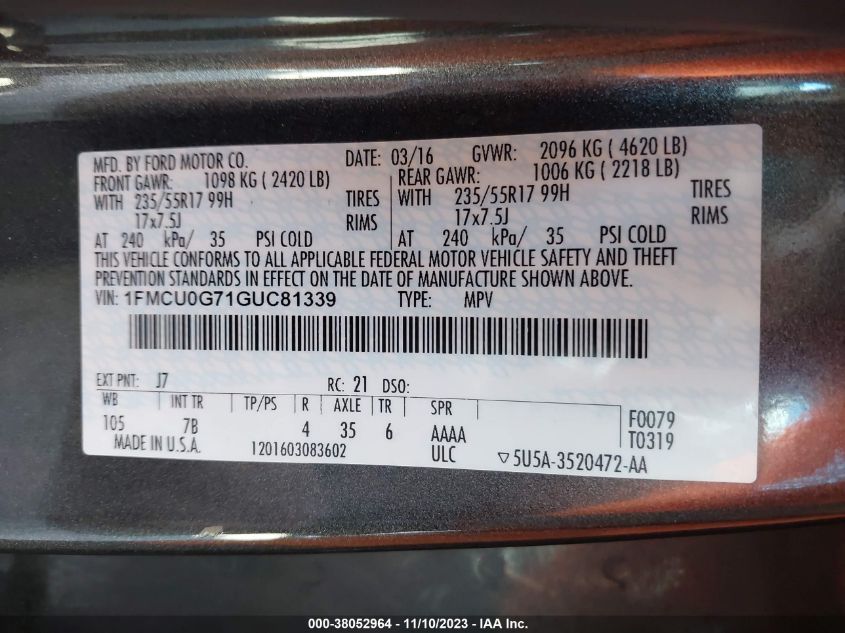 MFD. BY FORD MOTOR CO. DATE: 03/16 GVWR: 2096 KG ( 4620 LB)
FRONT GAWR: 1098 KG ( 2420 LB) REAR GAWR: 1006 KG ( 2218 LB)
WITH 235/55R17 99H TIRES WITH 235/55R17 99H TIRES
17x7.5J RIMS 17x7.5J RIMS
AT 240 kPa/ 35 PSI COLD AT 240 kPa/ 35 PSI COLD
THIS VEHICLE CONFORMS TO ALL APPLICABLE FEDERAL MOTOR VEHICLE SAFETY AND THEFT
PREVENTION STANDARDS IN EFFECT ON THE DATE OF MANUFACTURE SHOWN ABOVE.
VIN: 1FMCU0G71GUC81339 TYPE: MPV
EXT PNT: J7 RC: 21 DSO:
WB INT TR TP/PS R AXLE TR SPR
105 7B 4 35 6 AAAA F0079
MADE IN U.S.A. 1201603083602 ULC T0319
▽5U5A-3520472-AA
000-38052964 - 11/10/2023 - IAA Inc.